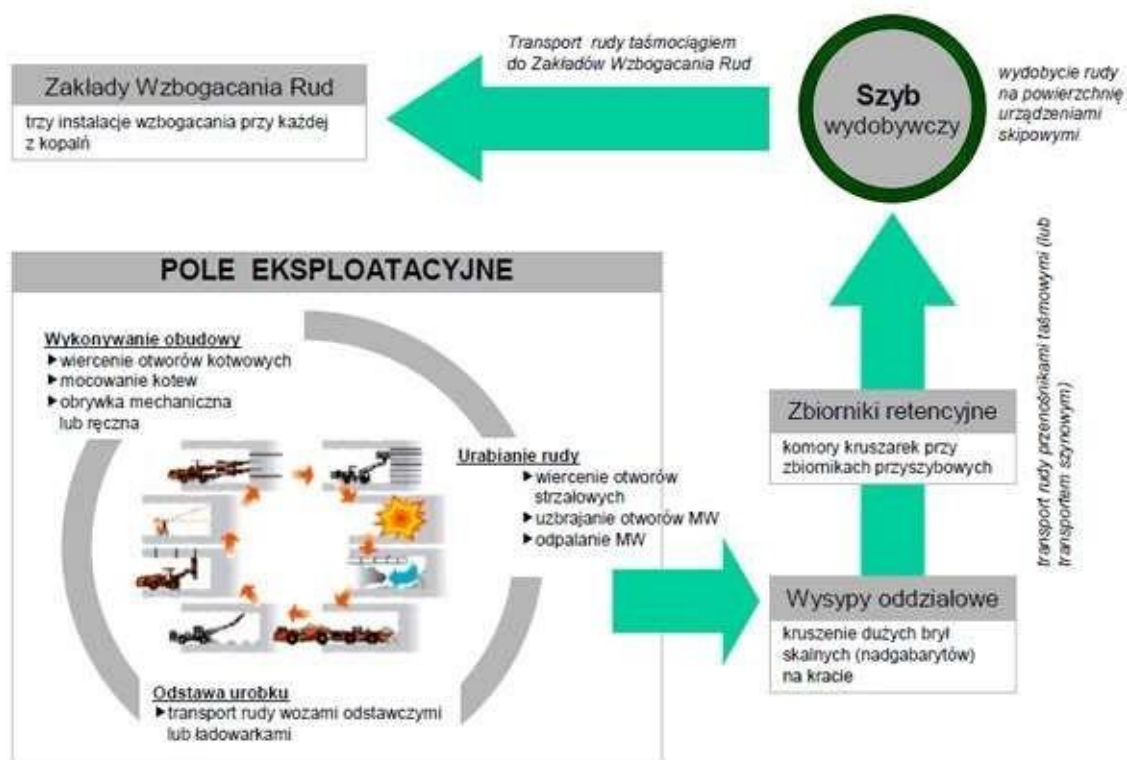 Transport rudy taśmociągiem
do Zakładów Wzbogacania Rud
Zakłady Wzbogacania Rud
trzy instalacje wzbogacania przy każdej
z kopalń
Szyb
wydobywczy
wydobycie rudy
na powierzchnię
urządzeniami
skipowymi
transport rudy przenośnikami taśmowymi (lub
transportem szynowym)
POLE EKSPLOATACYJNE
Wykonywanie obudowy
▶wiercenie otworów kotwowych
▶mocowanie kotew
▶obrywka mechaniczna
lub ręczna
Urabianie rudy
▶wiercenie otworów
strzałowych
▶uzbrajanie otworów MW
▶odpalanie MW
Odstawa urobku
▶transport rudy wozami odstawczymi
lub ładowarkami
Zbiorniki retencyjne
komory kruszarek przy
zbiornikach przyszybowych
Wysypy oddziałowe
kruszenie dużych brył
skalnych (nadgabarytów)
na kracie